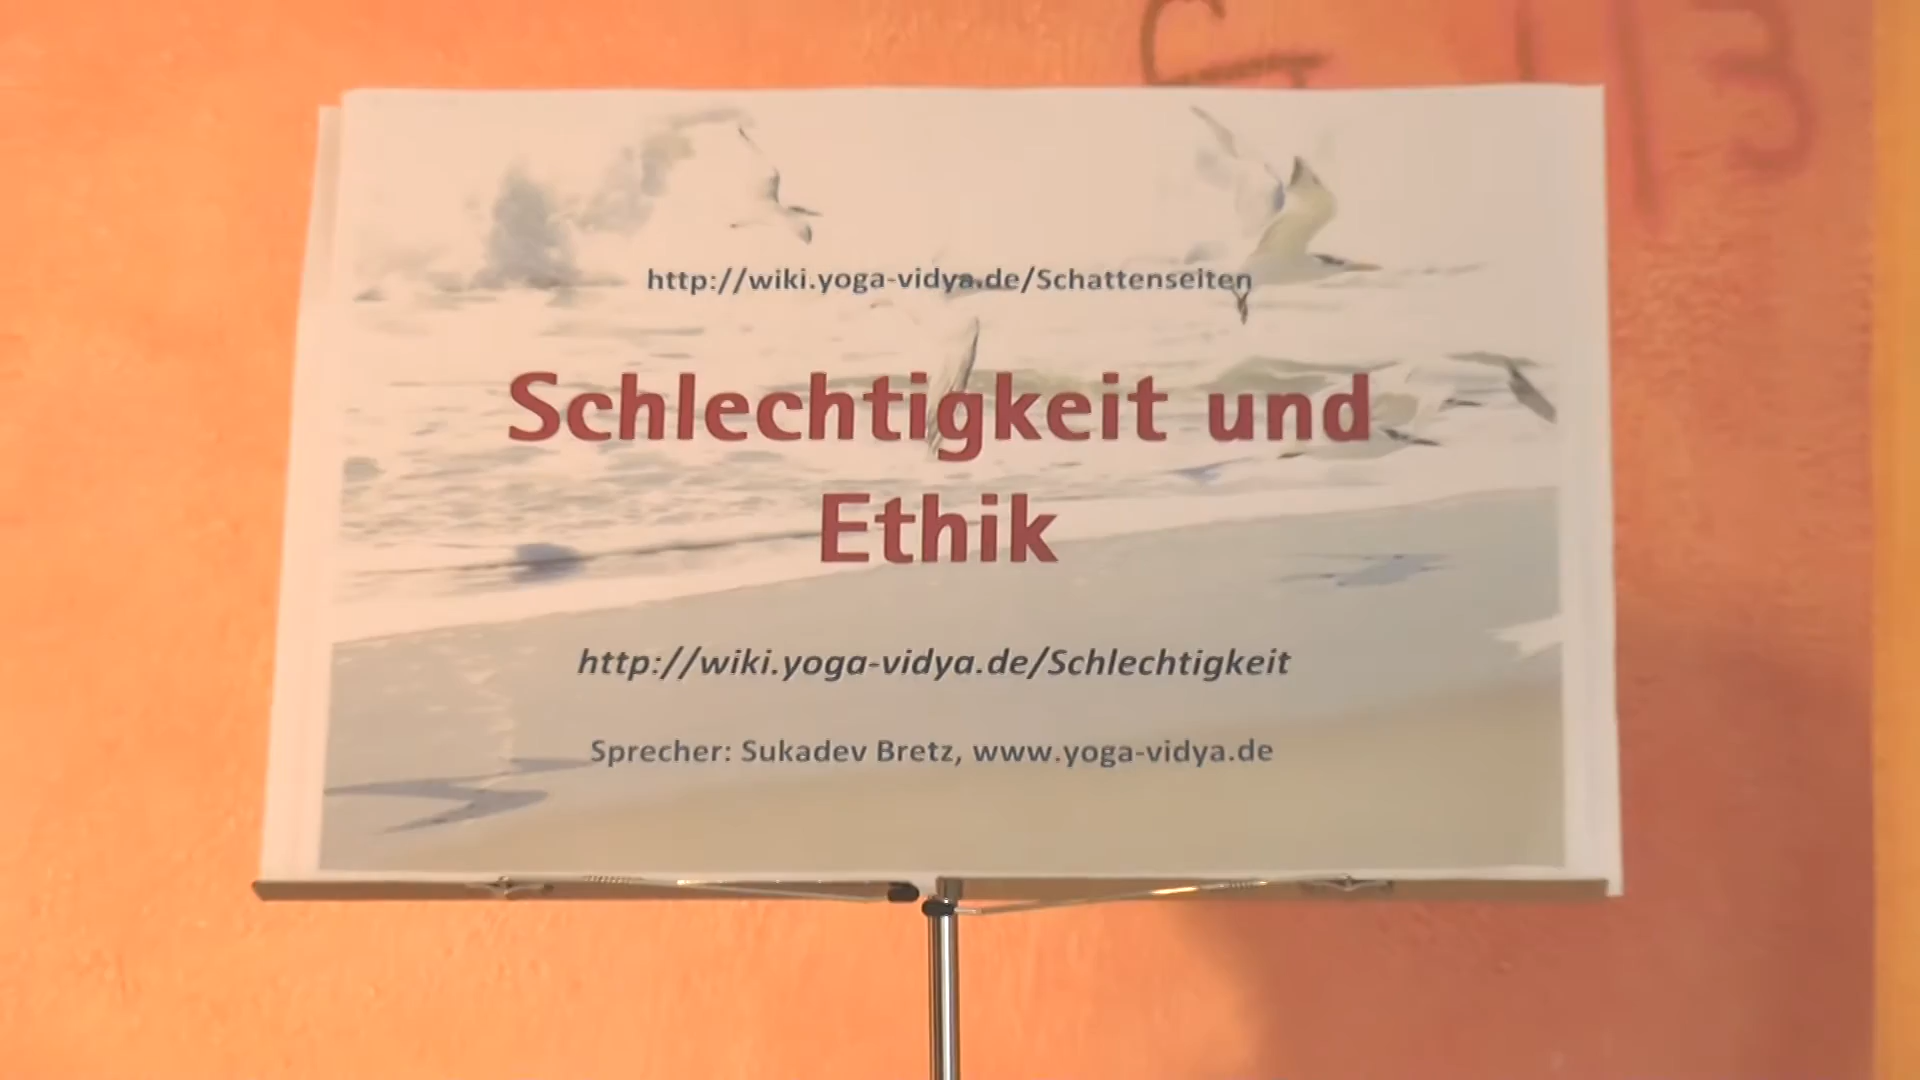 http://wiki.yoga-vidya.de/Schattenseiten
Schlechtigkeit und
Ethik
http://wiki.yoga-vidya.de/Schlechtigkeit
Sprecher: Sukadev Bretz, www.yoga-vidya.de